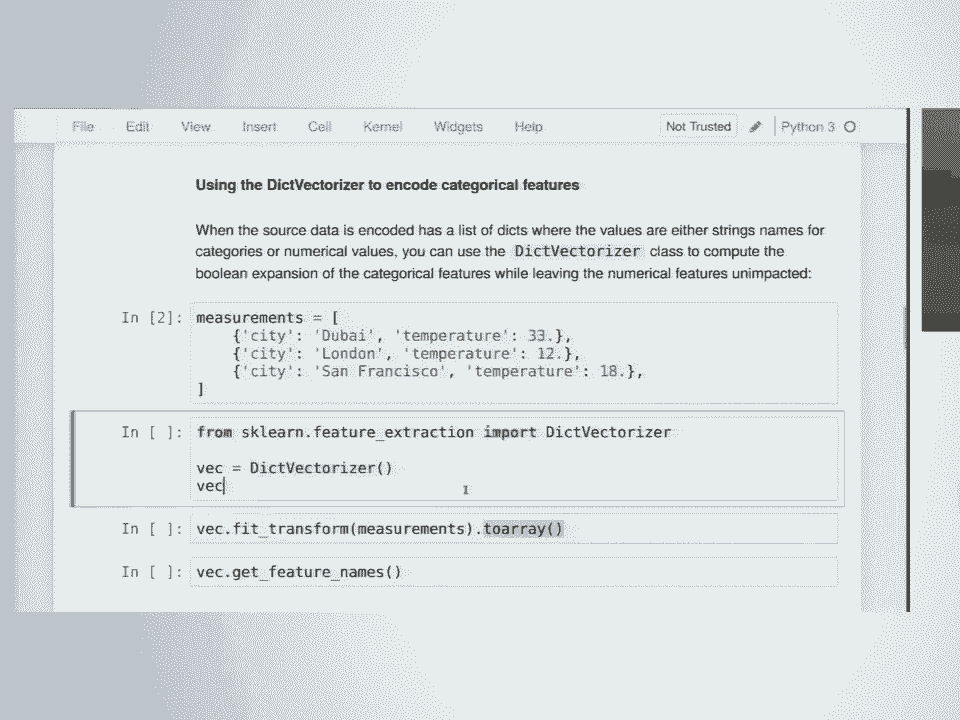 File Edit View Insert Cell Kernel Widgets Help Not Trusted Python 3
Using the DictVectorizer to encode categorical features
When the source data is encoded has a list of dicts where the values are either strings names for
categories or numerical values, you can use the DictVectorizer class to compute the
boolean expansion of the categorical features while leaving the numerical features unimpacted:
In [2]: measurements = [
{'city': 'Dubai', 'temperature': 33.},
{'city': 'London', 'temperature': 12.},
{'city': 'San Francisco', 'temperature': 18.},
]
In [ ]: from sklearn.feature_extraction import DictVectorizer
vec = DictVectorizer()
vec
In [ ]: vec.fit_transform(measurements).toarray()
In [ ]: vec.get_feature_names()